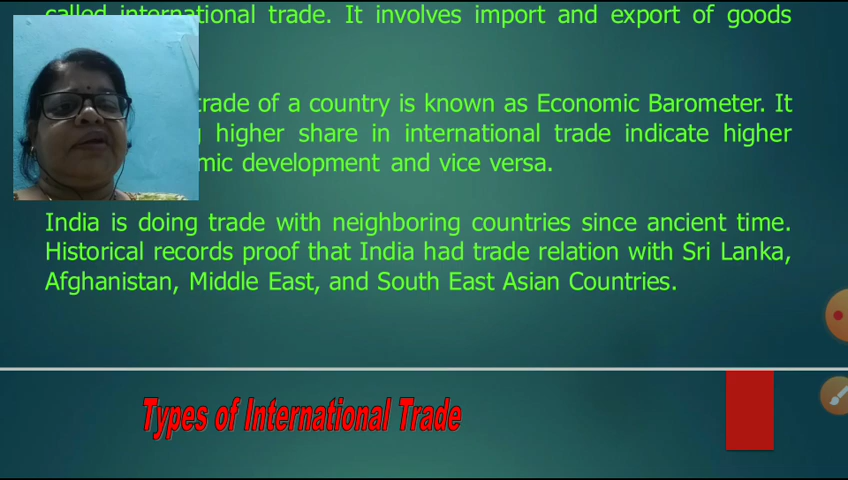 called international trade. It involves import and export of goods
trade of a country is known as Economic Barometer. It
higher share in international trade indicate higher
mic development and vice versa.
India is doing trade with neighboring countries since ancient time.
Historical records proof that India had trade relation with Sri Lanka,
Afghanistan, Middle East, and South East Asian Countries.
Types of International Trade